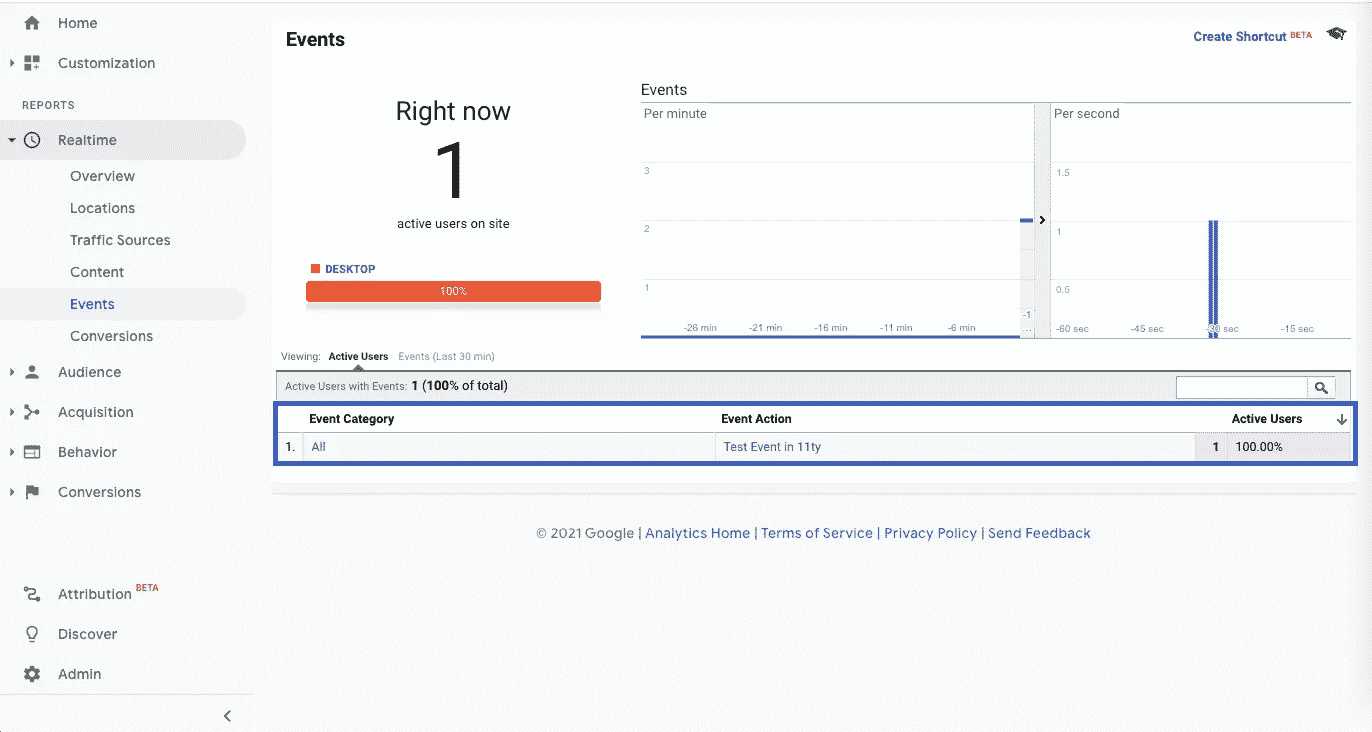 Home
Customization
REPORTS
Realtime
Overview
Locations
Traffic Sources
Content
Events
Conversions
Audience
Acquisition
Behavior
Conversions
Attribution BETA
Discover
Admin
Events
Create Shortcut BETA
Right now
1
active users on site
DESKTOP
100%
Events
Per minute
Per second
3
2
1
1.5
1
0.5
-26 min -21 min -16 min -11 min -6 min -1 ...
-60 sec -45 sec -30 sec -15 sec
Viewing: Active Users Events (Last 30 min)
Active Users with Events: 1 (100% of total)
Event Category Event Action Active Users
1. All Test Event in 11ty 1 100.00%
© 2021 Google | Analytics Home | Terms of Service | Privacy Policy | Send Feedback